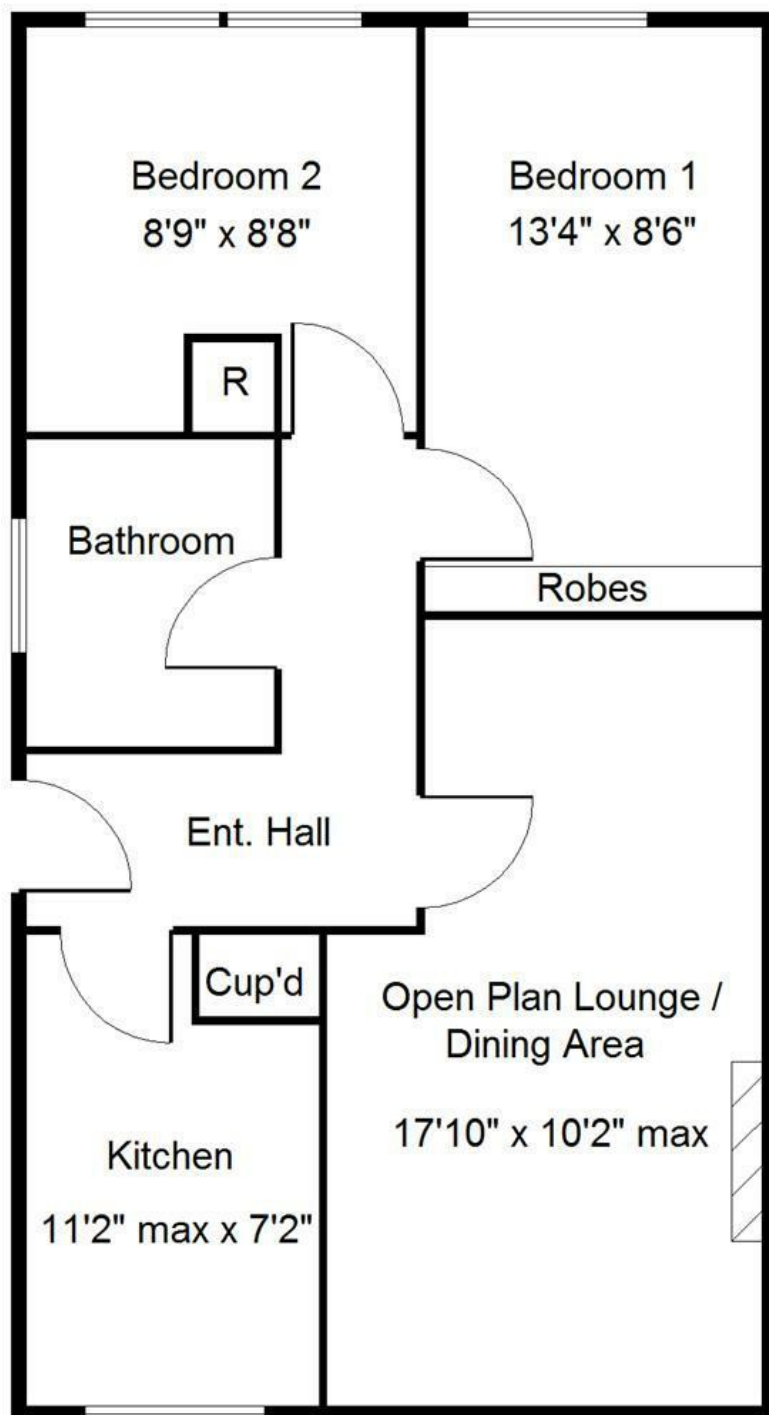 Bedroom 2
8'9" x 8'8"
Bedroom 1
13'4" x 8'6"
R
Bathroom
Robes
Ent. Hall
Cup'd
Open Plan Lounge /
Dining Area
17'10" x 10'2" max
Kitchen
11'2" max x 7'2"